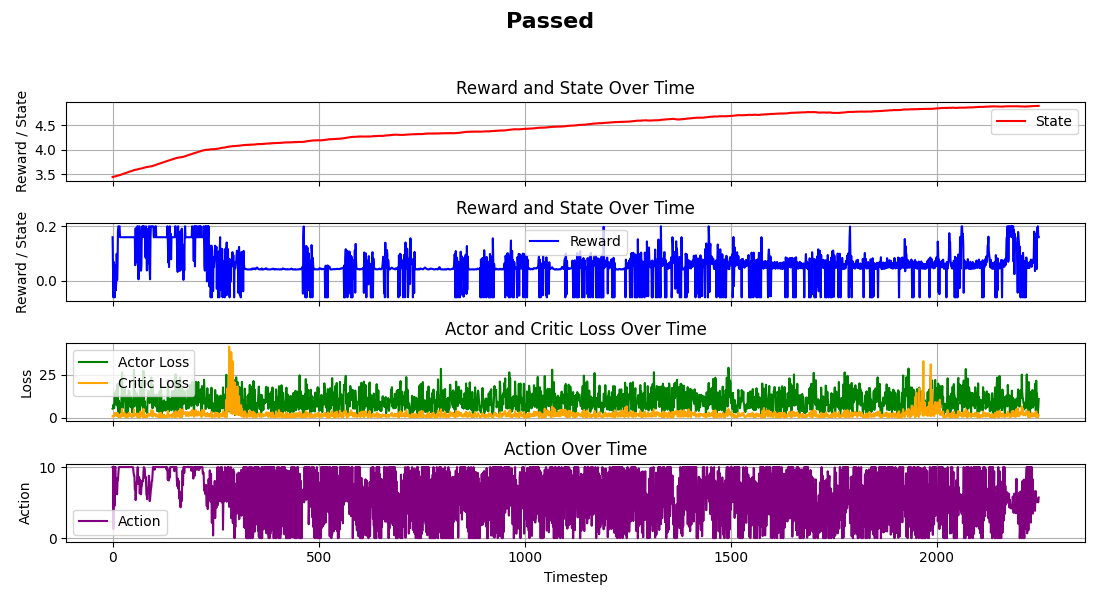 Passed
Reward and State Over Time
Reward / State
4.5
4.0
3.5
State
Reward and State Over Time
Reward / State
0.2
0.0
Reward
Actor and Critic Loss Over Time
Loss
25
0
Actor Loss
Critic Loss
Action Over Time
Action
10
0
Action
0 500 1000 1500 2000
Timestep